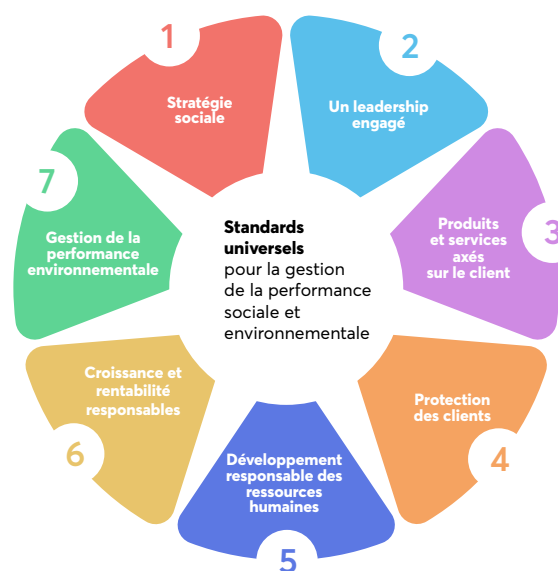 1
Stratégie
sociale
2
Un leadership
engagé
3
Produits
et services
axés
sur le client
4
Protection
des clients
5
Développement
responsable des
ressources
humaines
6
Croissance et
rentabilité
responsables
7
Gestion de la
performance
environnementale
Standards
universels
pour la gestion
de la performance
sociale et
environnementale